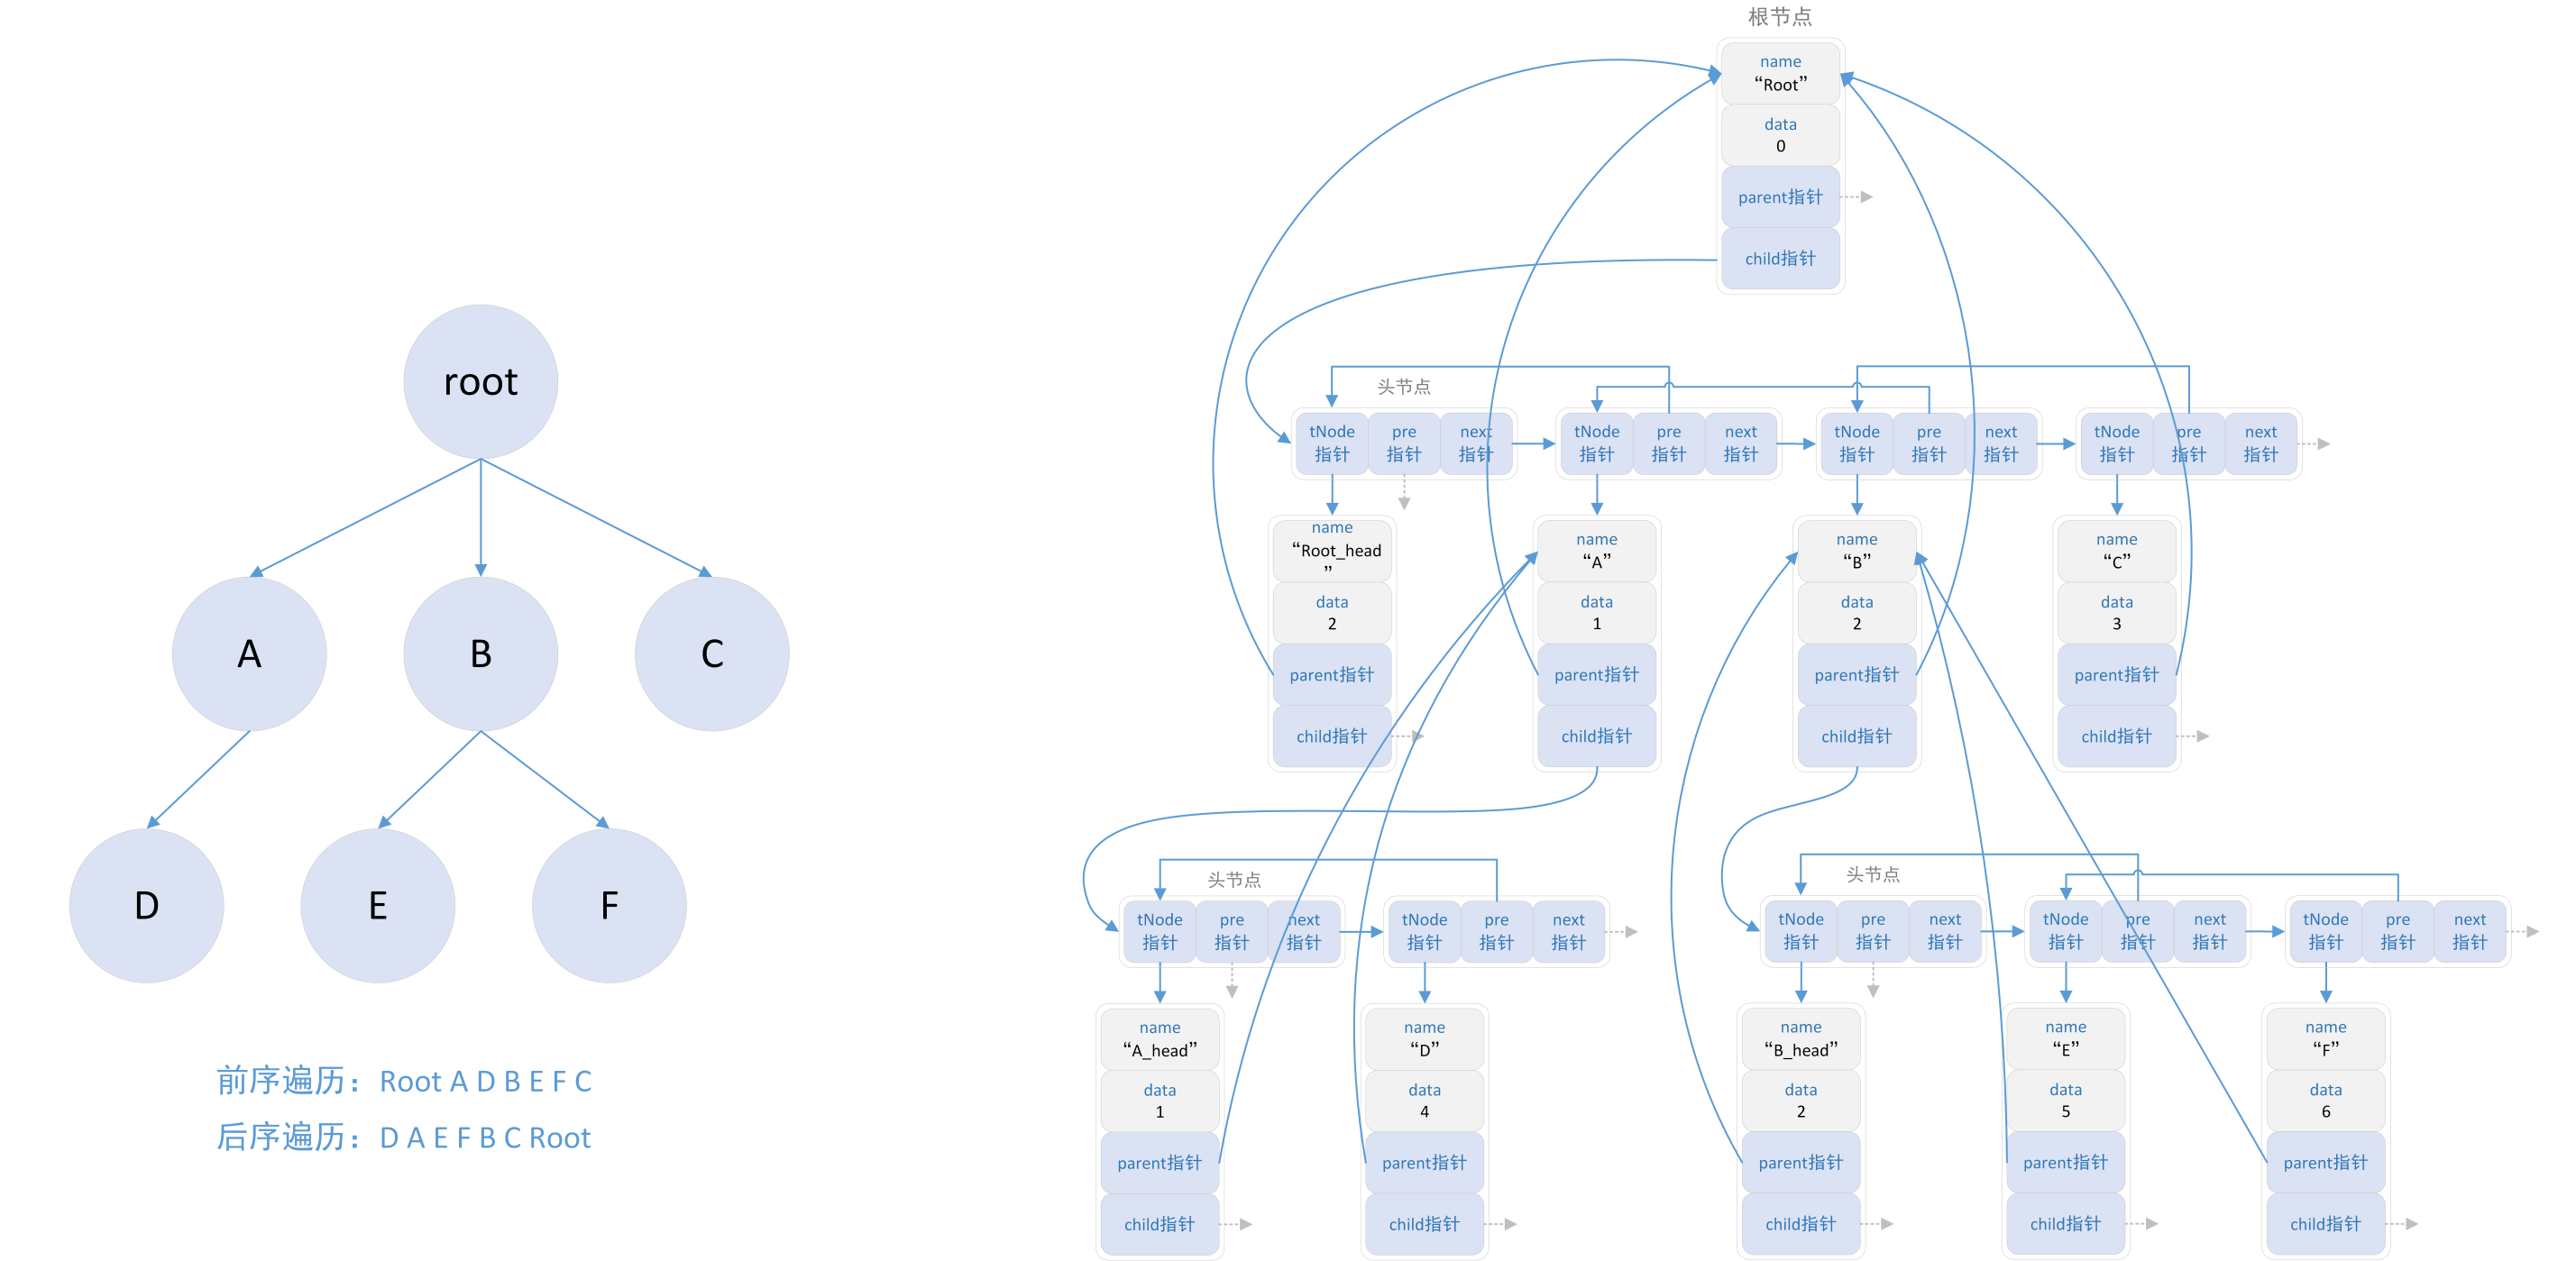 root
A
B
C
D
E
F
前序遍历：Root A D B E F C
后序遍历：D A E F B C Root
根节点
name
“Root”
data
0
parent指针
child指针
头节点
tNode
指针
pre
指针
next
指针
tNode
指针
pre
指针
next
指针
tNode
指针
pre
指针
next
指针
tNode
指针
pre
指针
next
指针
name
“Root_head
”
data
2
parent指针
child指针
name
“A”
data
1
parent指针
child指针
name
“B”
data
2
parent指针
child指针
name
“C”
data
3
parent指针
child指针
头节点
tNode
指针
pre
指针
next
指针
tNode
指针
pre
指针
next
指针
name
“A_head”
data
1
parent指针
child指针
name
“D”
data
4
parent指针
child指针
头节点
tNode
指针
pre
指针
next
指针
tNode
指针
pre
指针
next
指针
tNode
指针
pre
指针
next
指针
name
“B_head”
data
2
parent指针
child指针
name
“E”
data
5
parent指针
child指针
name
“F”
data
6
parent指针
child指针